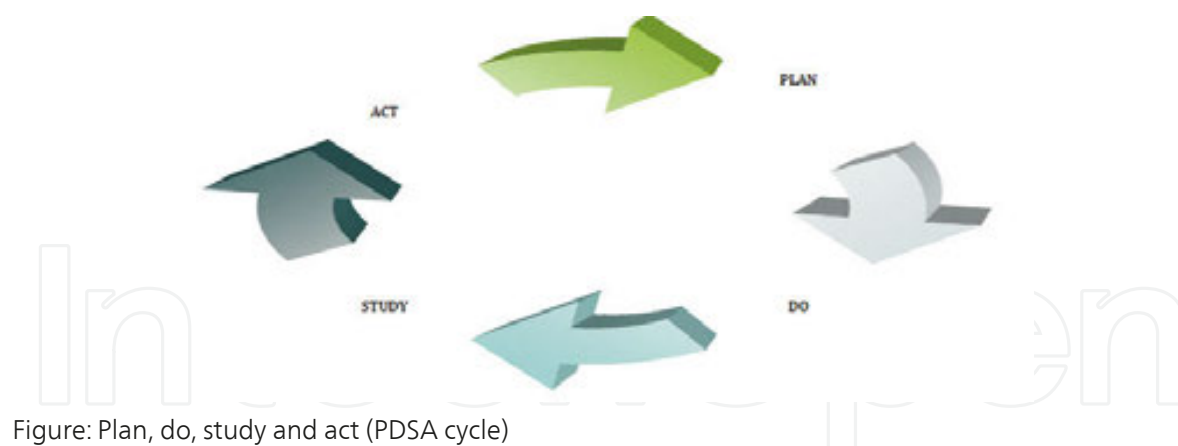 PLAN
ACT
STUDY
DO
Figure: Plan, do, study and act (PDSA cycle)